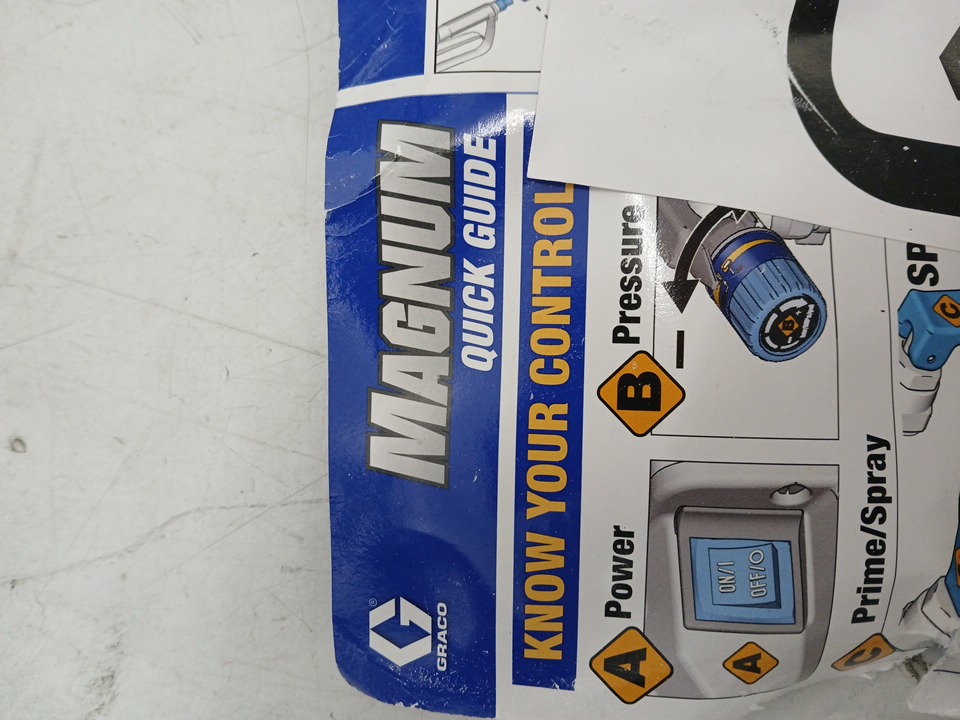 GRACO
MAGNUM
QUICK GUIDE
KNOW YOUR CONTROL
A Power
ON/I
OFF/O
A
B Pressure
B
C Prime/Spray
C
SP